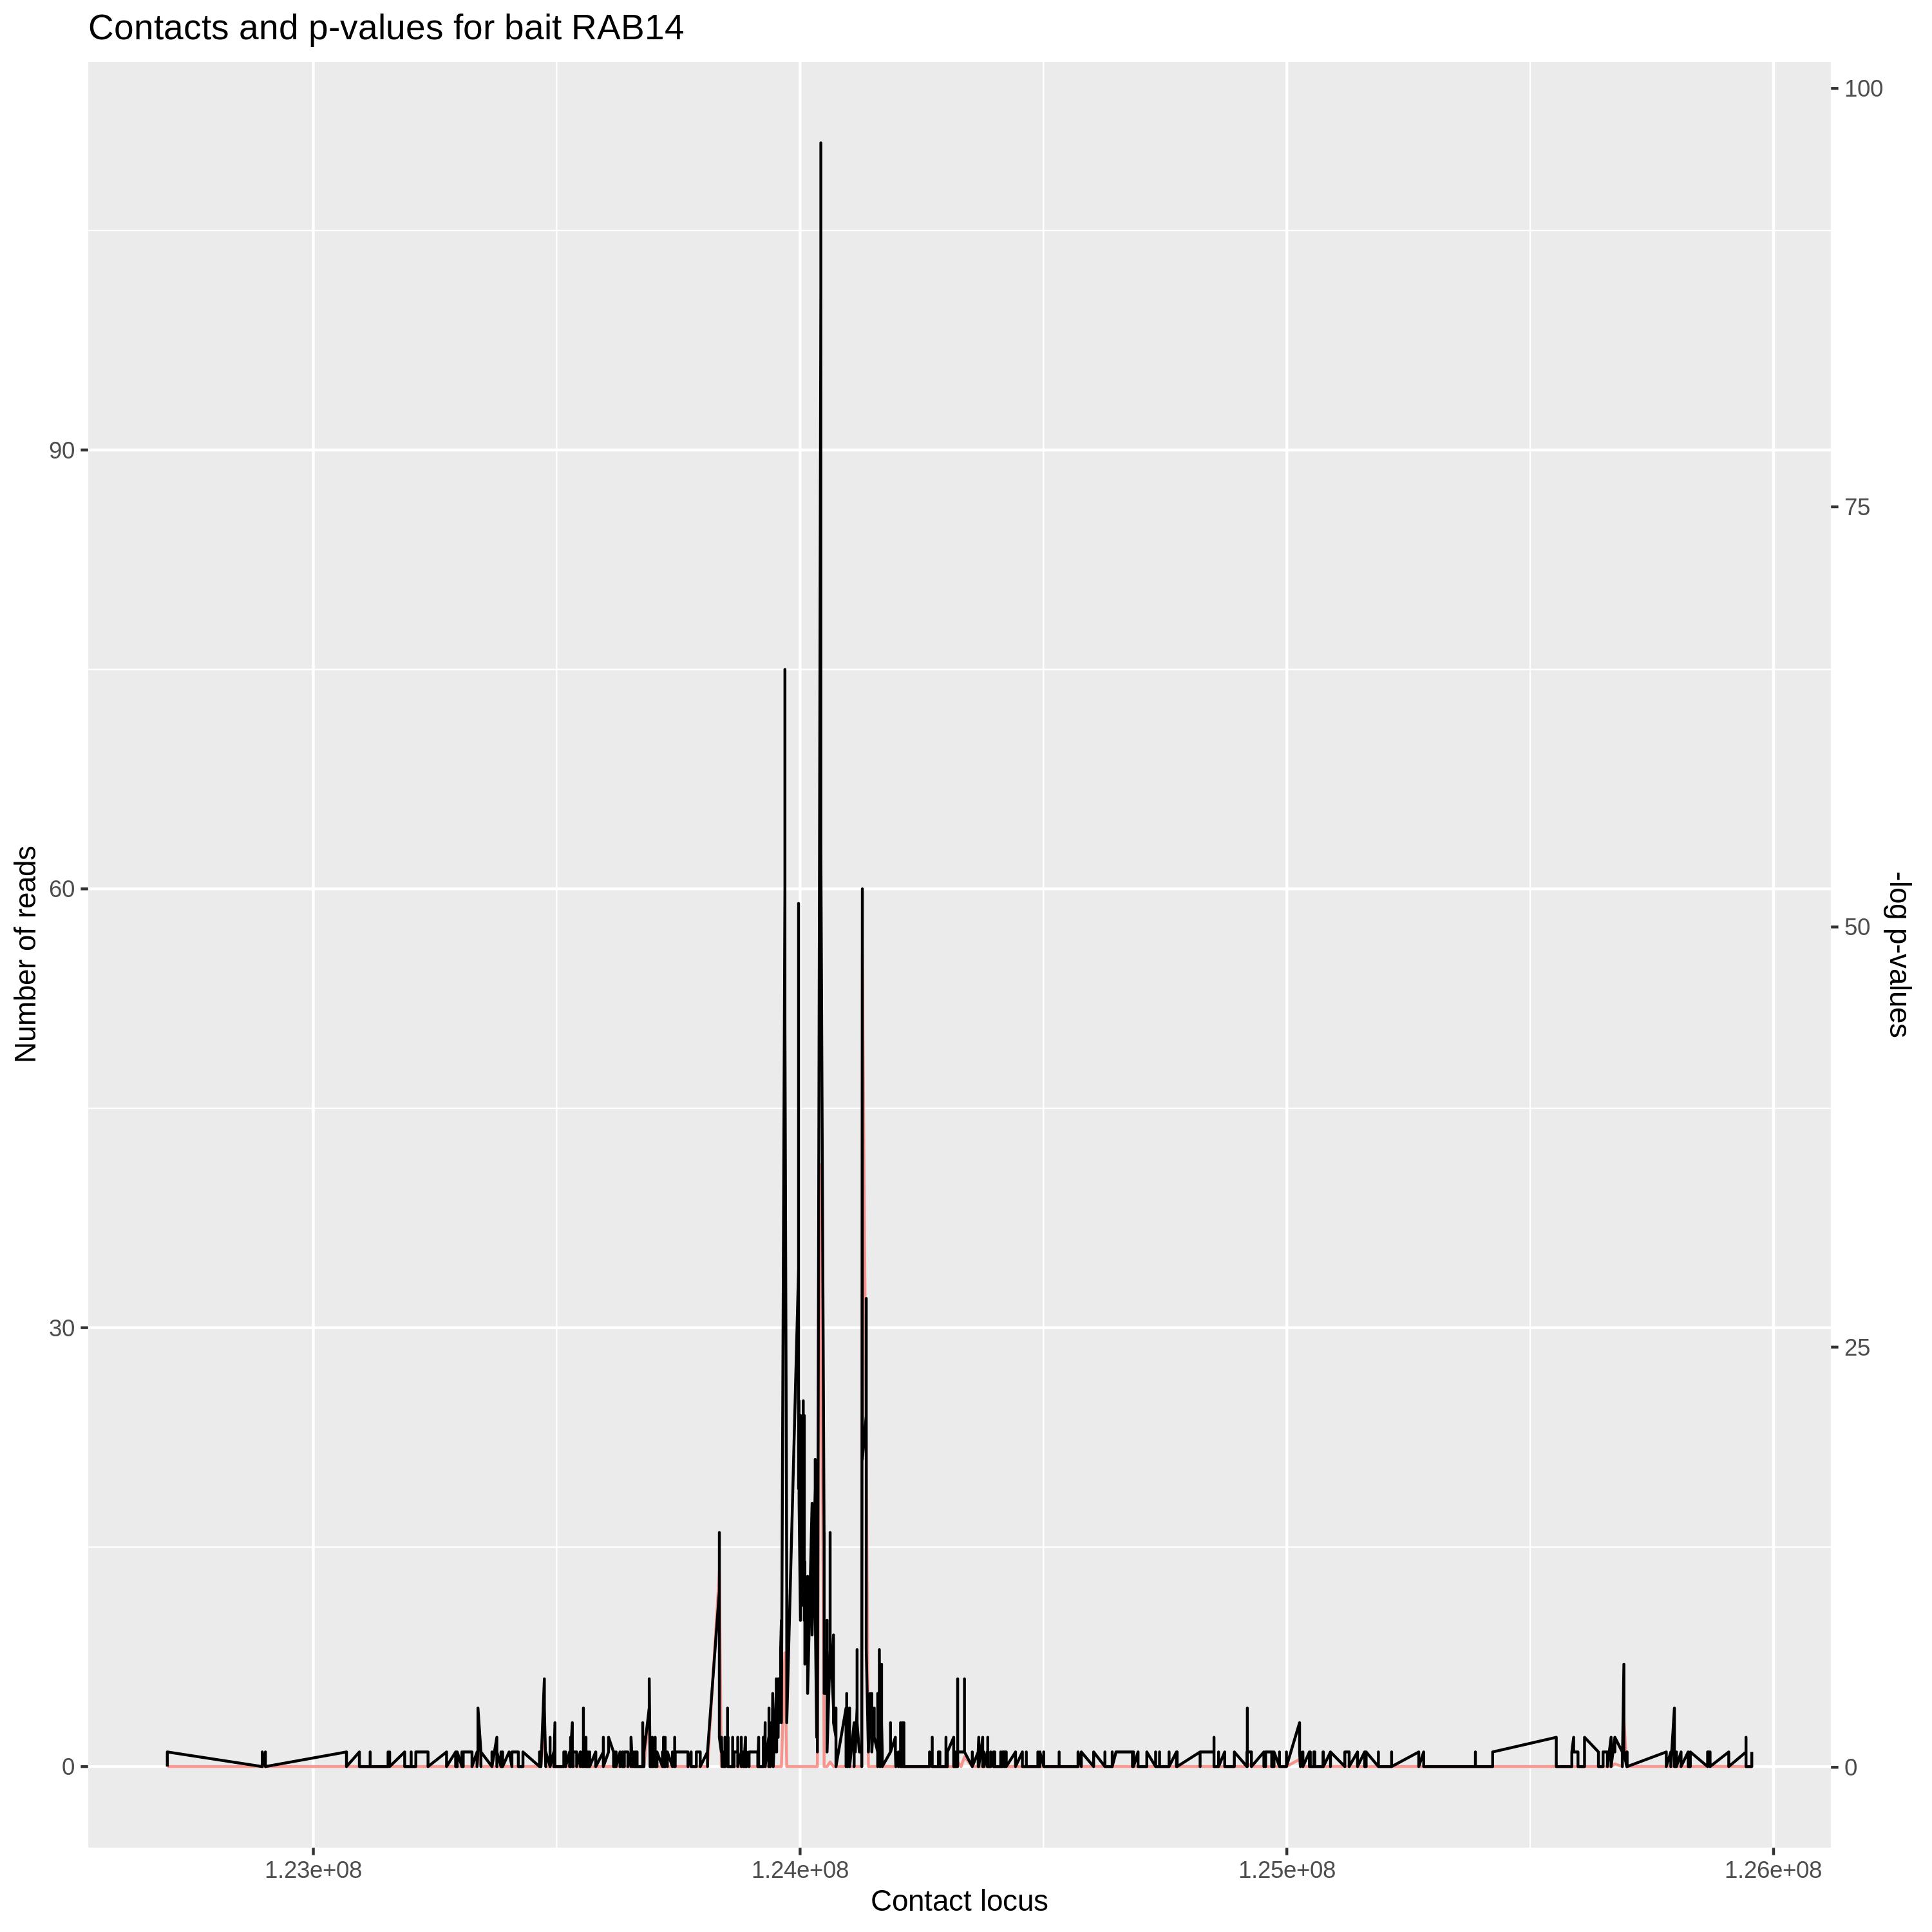 Contacts and p-values for bait RAB14
100
90
75
Number of reads
60
50
-log p-values
30
25
0
0
1.23e+08
1.24e+08
1.25e+08
1.26e+08
Contact locus